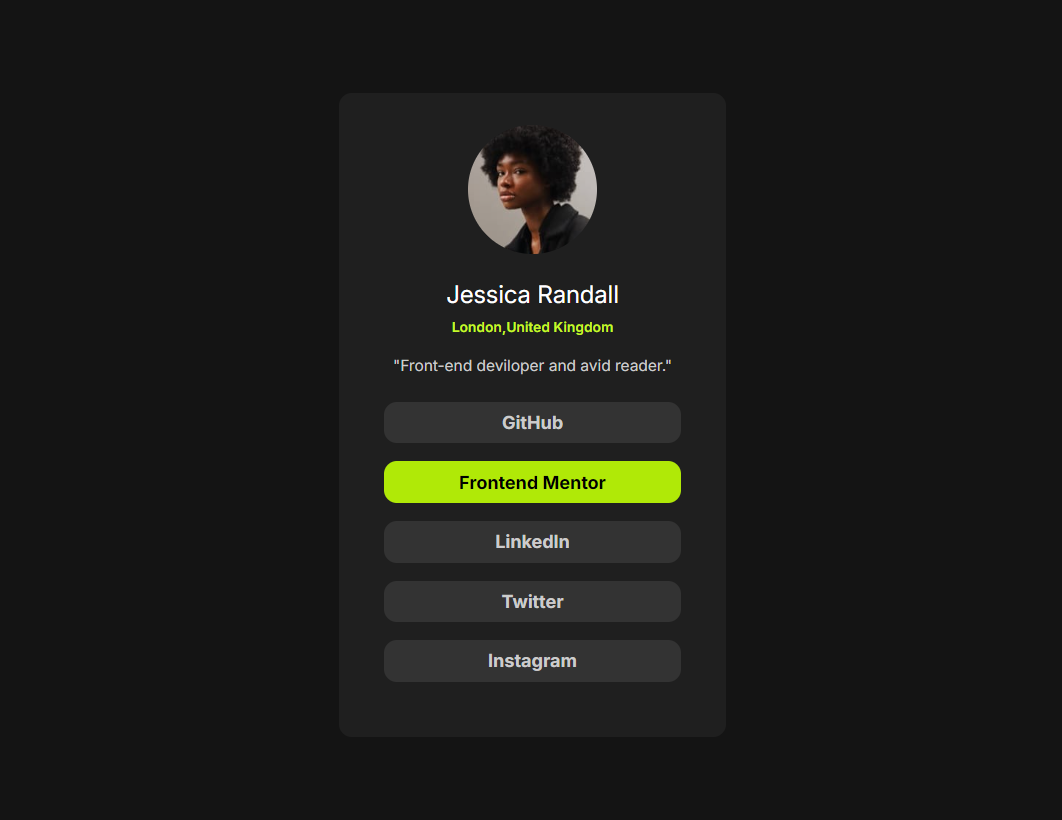 Jessica Randall
London,United Kingdom
"Front-end deviloper and avid reader."
GitHub
Frontend Mentor
LinkedIn
Twitter
Instagram